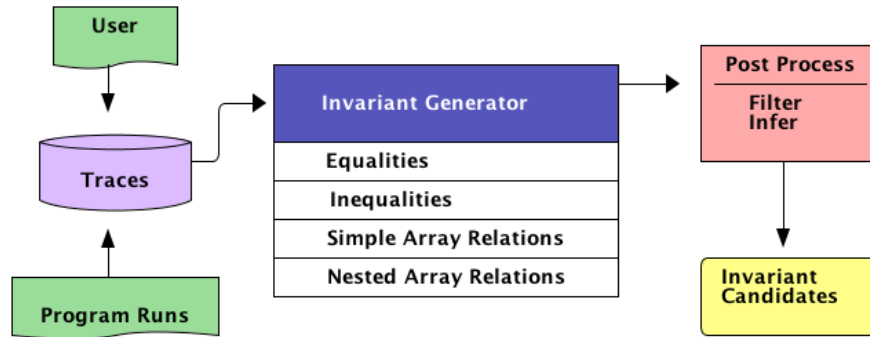 User
Traces
Program Runs
Invariant Generator
Equalities
Inequalities
Simple Array Relations
Nested Array Relations
Post Process
Filter
Infer
Invariant
Candidates